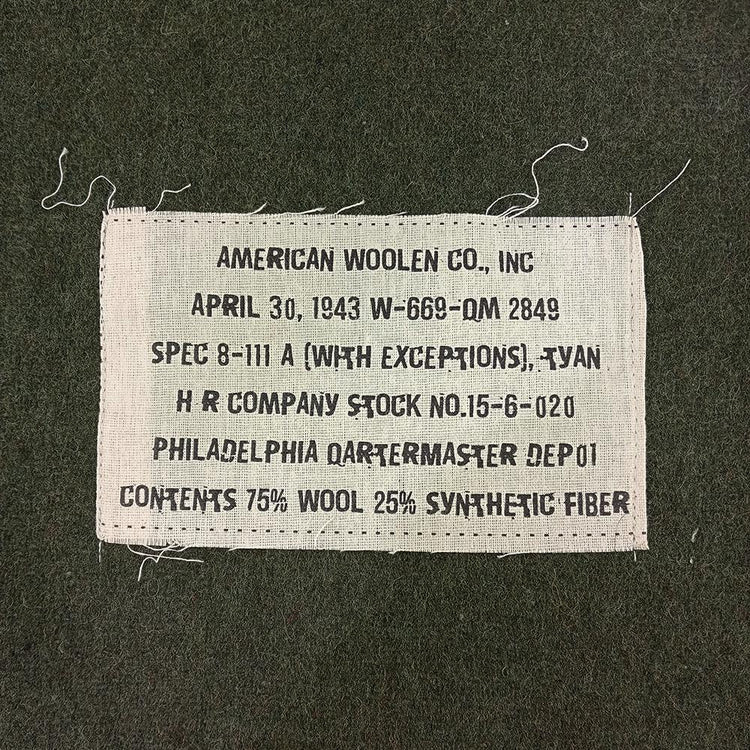 AMERICAN WOOLEN CO., INC
APRIL 30, 1943 W-669-QM 2849
SPEC 8-111 A (WITH EXCEPTIONS), TYAN
H R COMPANY STOCK NO.15-6-020
PHILADELPHIA QARTERMASTER DEP01
CONTENTS 75% WOOL 25% SYNTHETIC FIBER